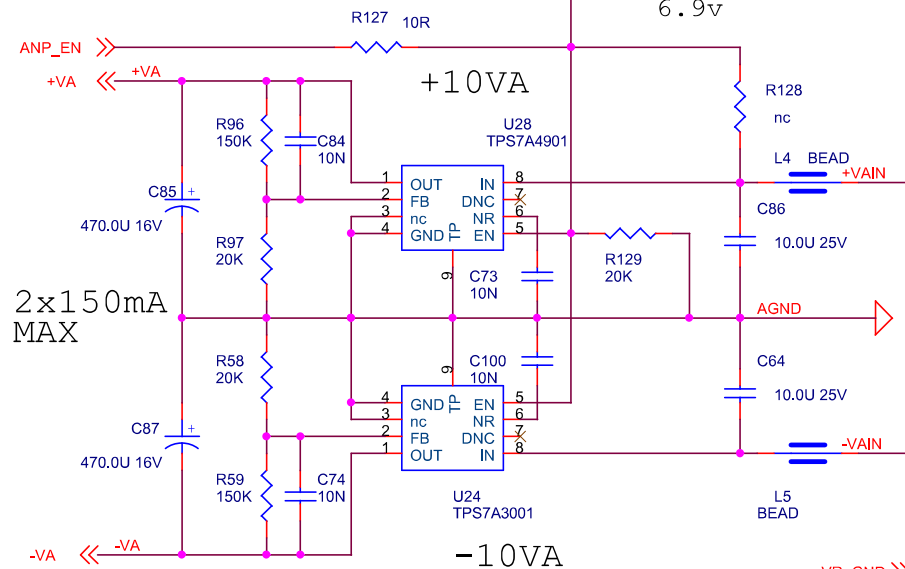 6.9v
R127 10R
ANP_EN
+VA +VA
+10VA
R128
nc
R96
150K
C84
10N
U28
TPS7A4901
L4 BEAD
+VAIN
1 OUT IN 8
2 FB DNC 7
3 nc NR 6
4 GND TP EN 5
9
C85 +
470.0U 16V
R97
20K
C73
10N
R129
20K
C86
10.0U 25V
2x150mA
MAX
AGND
R58
20K
C100
10N
C64
10.0U 25V
9
4 GND TP EN 5
3 nc NR 6
2 FB DNC 7
1 OUT IN 8
C87 +
470.0U 16V
R59
150K
C74
10N
U24
TPS7A3001
-VAIN
L5
BEAD
-VA -VA
-10VA